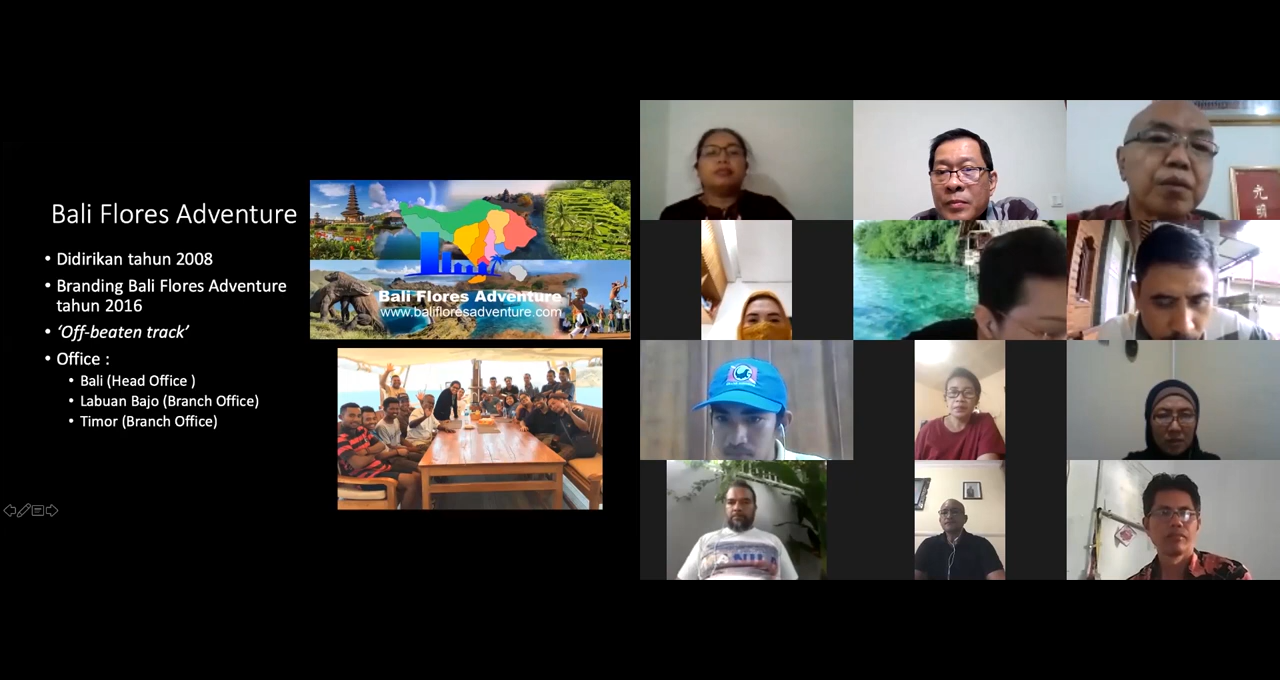 Bali Flores Adventure
• Didirikan tahun 2008
• Branding Bali Flores Adventure
tahun 2016
• ‘Off-beaten track’
• Office :
• Bali (Head Office )
• Labuan Bajo (Branch Office)
• Timor (Branch Office)
Bali Flores Adventure
www.balifloresadventure.com